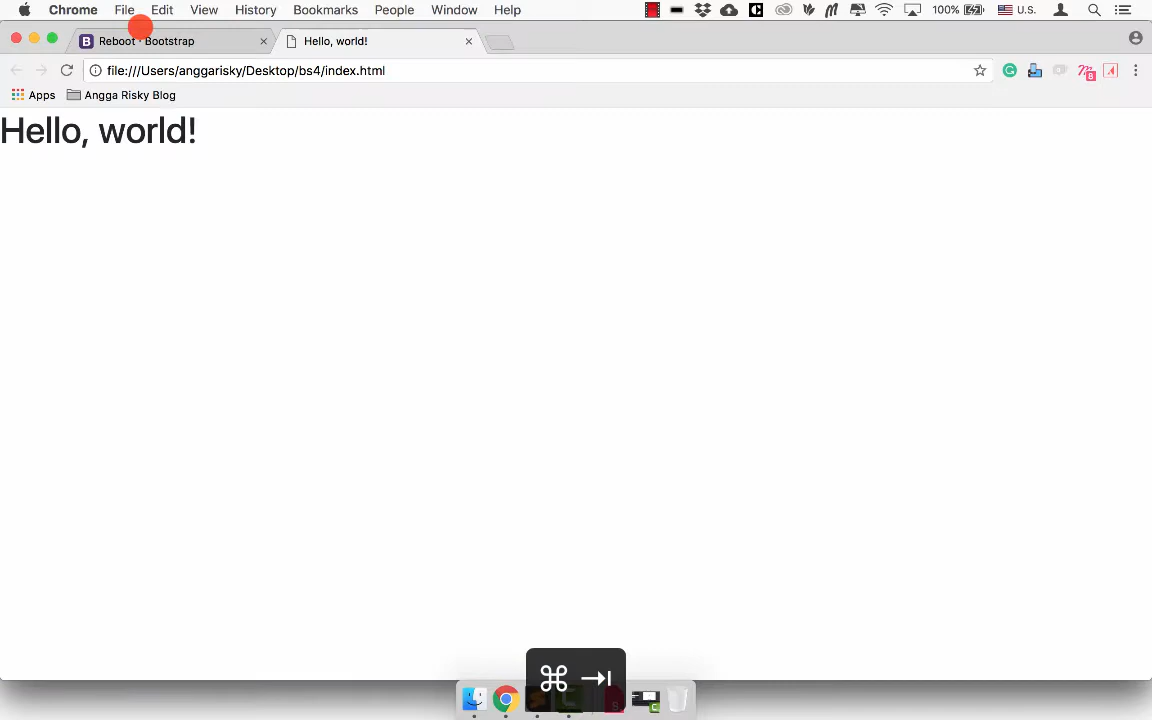 Chrome File Edit View History Bookmarks People Window Help 100% U.S.
Reboot · Bootstrap Hello, world!
file:///Users/anggarisky/Desktop/bs4/index.html
Apps Angga Risky Blog
Hello, world!